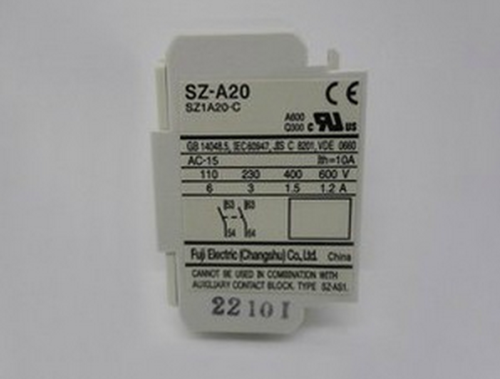 SZ-A20
SZ1A20-C
CE
A600
Q300 c RU us
GB 14048.5, IEC60947, JIS C 8201, VDE 0660
AC-15 Ith=10A
110 230 400 600 V
6 3 1.5 1.2 A
53 63
54 64
Fuji Electric (Changshu) Co., Ltd. China
CANNOT BE USED IN COMBINATION WITH
AUXILIARY CONTACT BLOCK. TYPE SZ-AS1.
22101